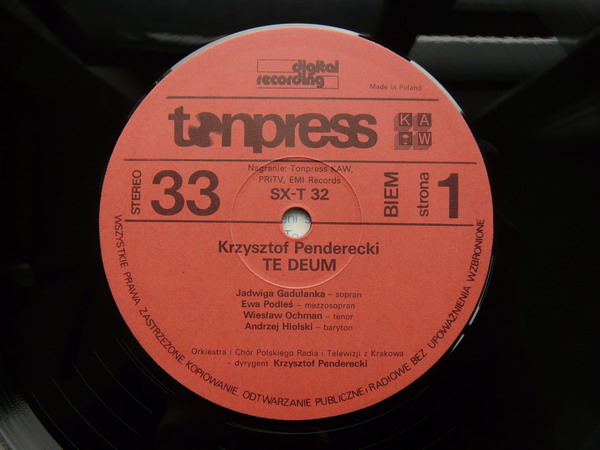 digital
recording
Made in Poland
tonpress
K A
W
Nagranie: Tonpress KAW,
PRiTV, EMI Records
SX-T 32
STEREO
33
BIEM
strona
1
Krzysztof Penderecki
TE DEUM
Jadwiga Gadulanka – sopran
Ewa Podleś – mezzosopran
Wiesław Ochman – tenor
Andrzej Hiolski – baryton
Orkiestra i Chór Polskiego Radia i Telewizji z Krakowa
– dyrygent Krzysztof Penderecki
WSZYSTKIE PRAWA ZASTRZEŻONE KOPIOWANIE, ODTWARZANIE PUBLICZNE i RADIOWE BEZ UPOWAŻNIENIA WZBRONIONE